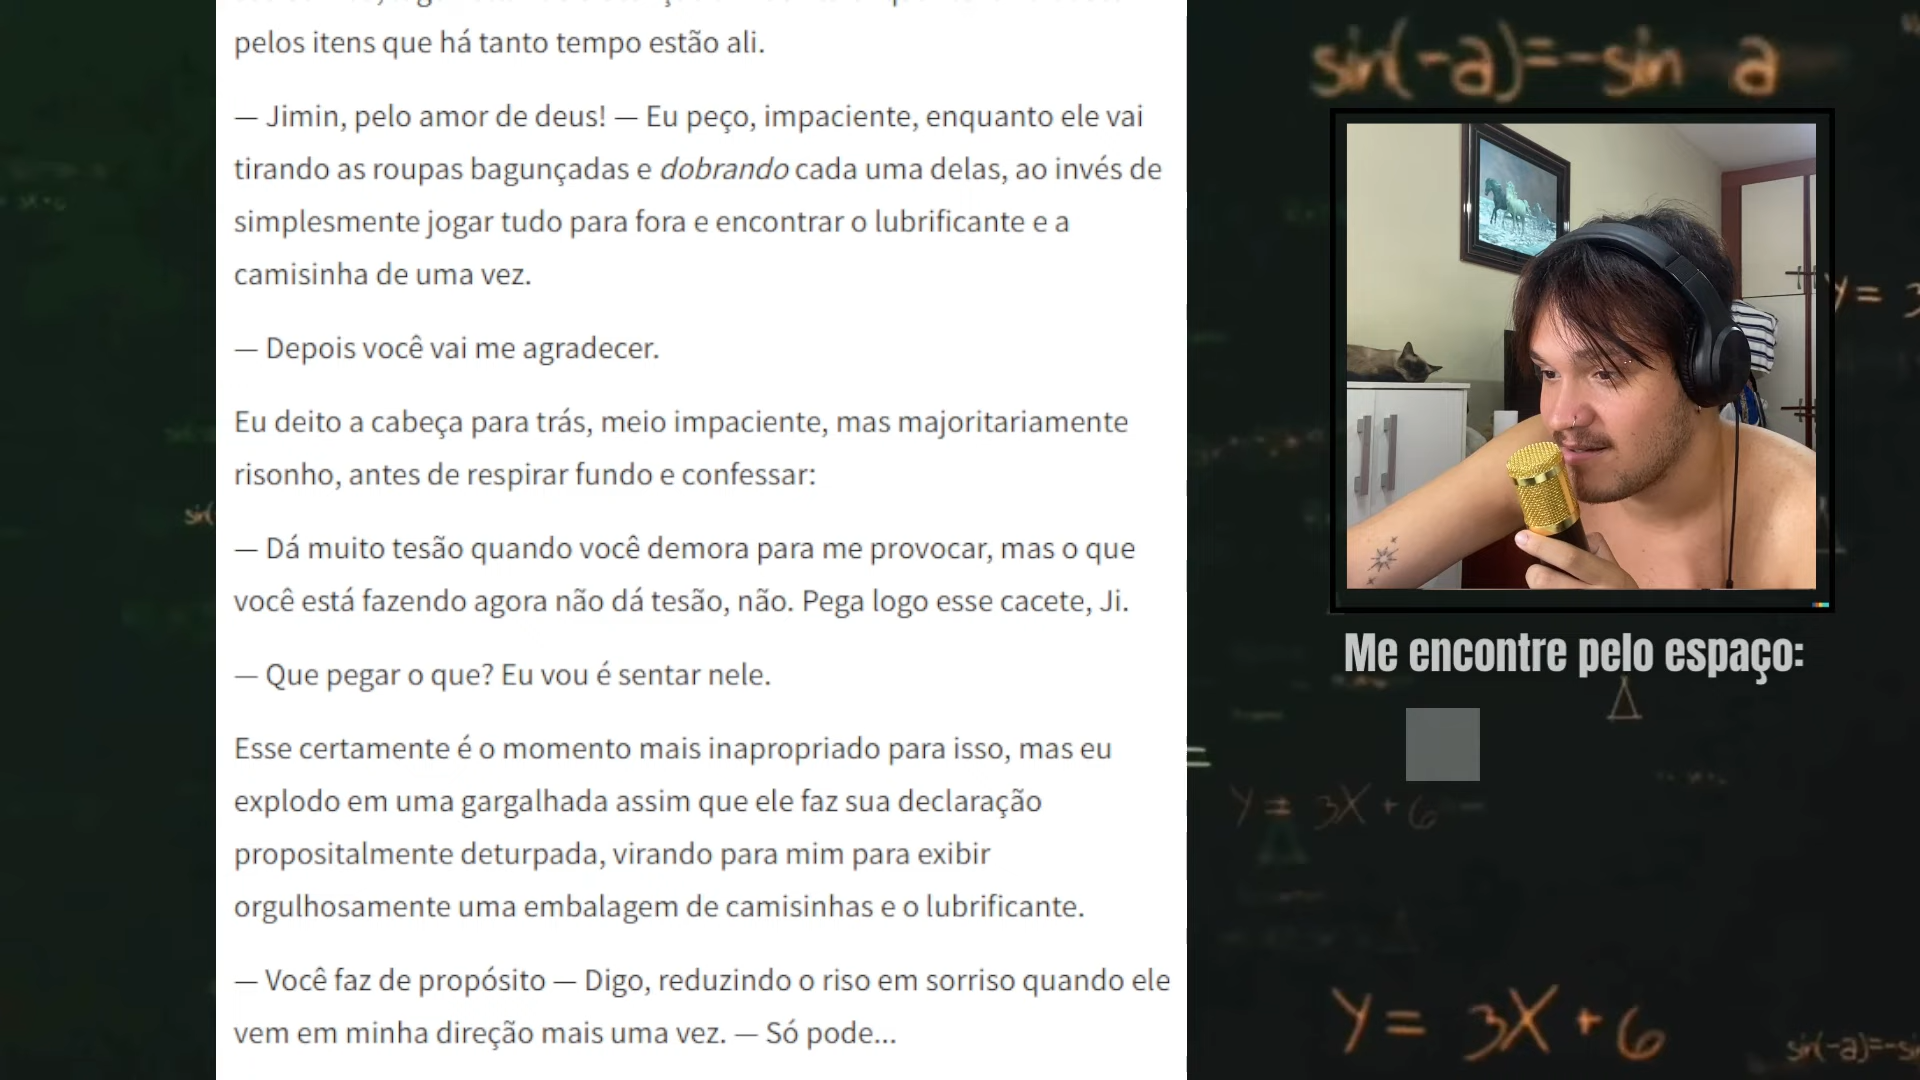 pelos itens que há tanto tempo estão ali.
— Jimin, pelo amor de deus! — Eu peço, impaciente, enquanto ele vai
tirando as roupas bagunçadas e dobrando cada uma delas, ao invés de
simplesmente jogar tudo para fora e encontrar o lubrificante e a
camisinha de uma vez.
— Depois você vai me agradecer.
Eu deito a cabeça para trás, meio impaciente, mas majoritariamente
risonho, antes de respirar fundo e confessar:
— Dá muito tesão quando você demora para me provocar, mas o que
você está fazendo agora não dá tesão, não. Pega logo esse cacete, Ji.
— Que pegar o que? Eu vou é sentar nele.
Esse certamente é o momento mais inapropriado para isso, mas eu
explodo em uma gargalhada assim que ele faz sua declaração
propositalmente deturpada, virando para mim para exibir
orgulhosamente uma embalagem de camisinhas e o lubrificante.
— Você faz de propósito — Digo, reduzindo o riso em sorriso quando ele
vem em minha direção mais uma vez. — Só pode...
sin(-a)=-sin a
Y= 3
Me encontre pelo espaço:
Δ
Y= 3X+6
Y= 3X+6
sin(-a)=-si